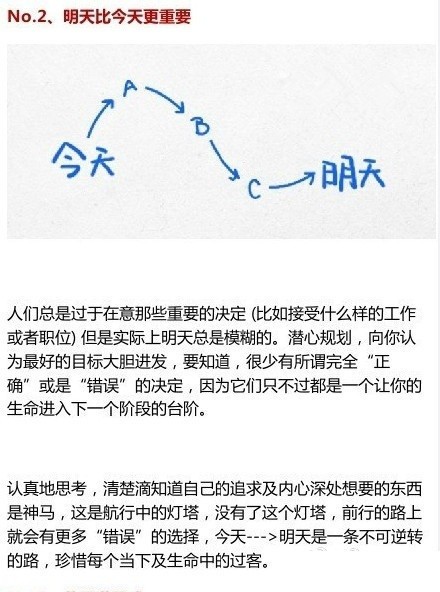 No.2、明天比今天更重要
A
B
今天
明天
C
人们总是过于在意那些重要的决定 (比如接受什么样的工作
或者职位) 但是实际上明天总是模糊的。潜心规划，向你认
为最好的目标大胆进发，要知道，很少有所谓完全“正
确”或是“错误”的决定，因为它们只不过都是一个让你的
生命进入下一个阶段的台阶。
认真地思考，清楚滴知道自己的追求及内心深处想要的东西
是神马，这是航行中的灯塔，没有了这个灯塔，前行的路上
就会有更多“错误”的选择，今天--->明天是一条不可逆转
的路，珍惜每个当下及生命中的过客。